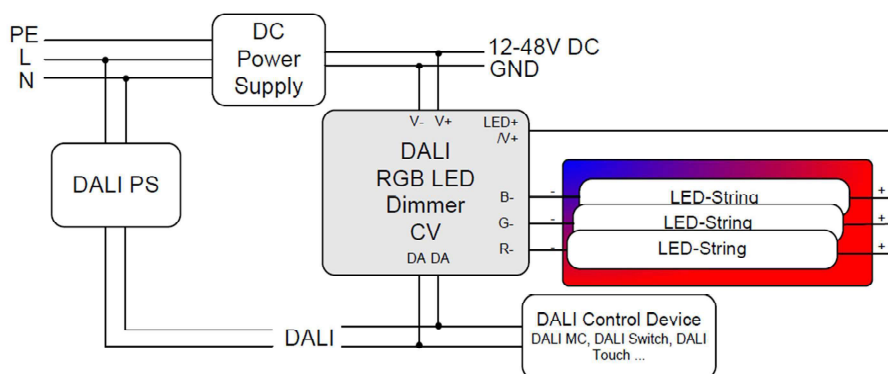 PE
L
N
DC
Power
Supply
12-48V DC
GND
V- V+ LED+
/V+
DALI
RGB LED
Dimmer
CV
B-
G-
R-
DA DA
- LED-String +
- LED-String
- LED-String +
DALI PS
DALI
DALI Control Device
DALI MC, DALI Switch, DALI
Touch ...